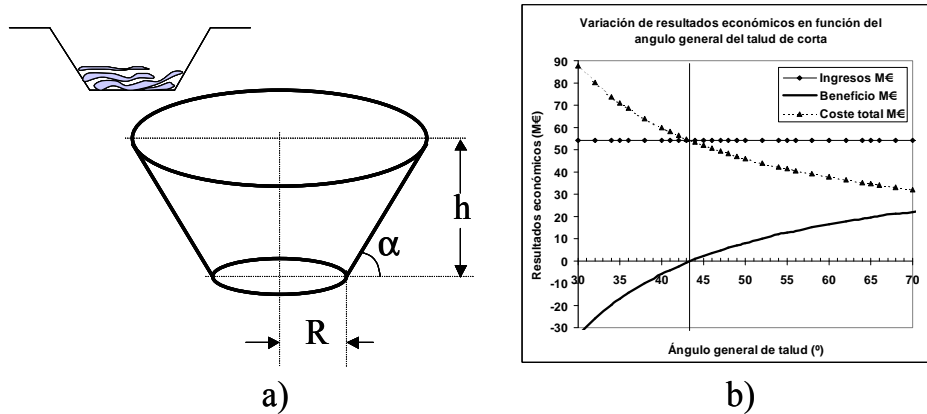 h
α
R
a)
Variación de resultados económicos en función del
angulo general del talud de corta
Resultados económicos (M€)
90
80
70
60
50
40
30
20
10
0
-10
-20
-30
Ingresos M€
Beneficio M€
Coste total M€
30 35 40 45 50 55 60 65 70
Ángulo general de talud (º)
b)